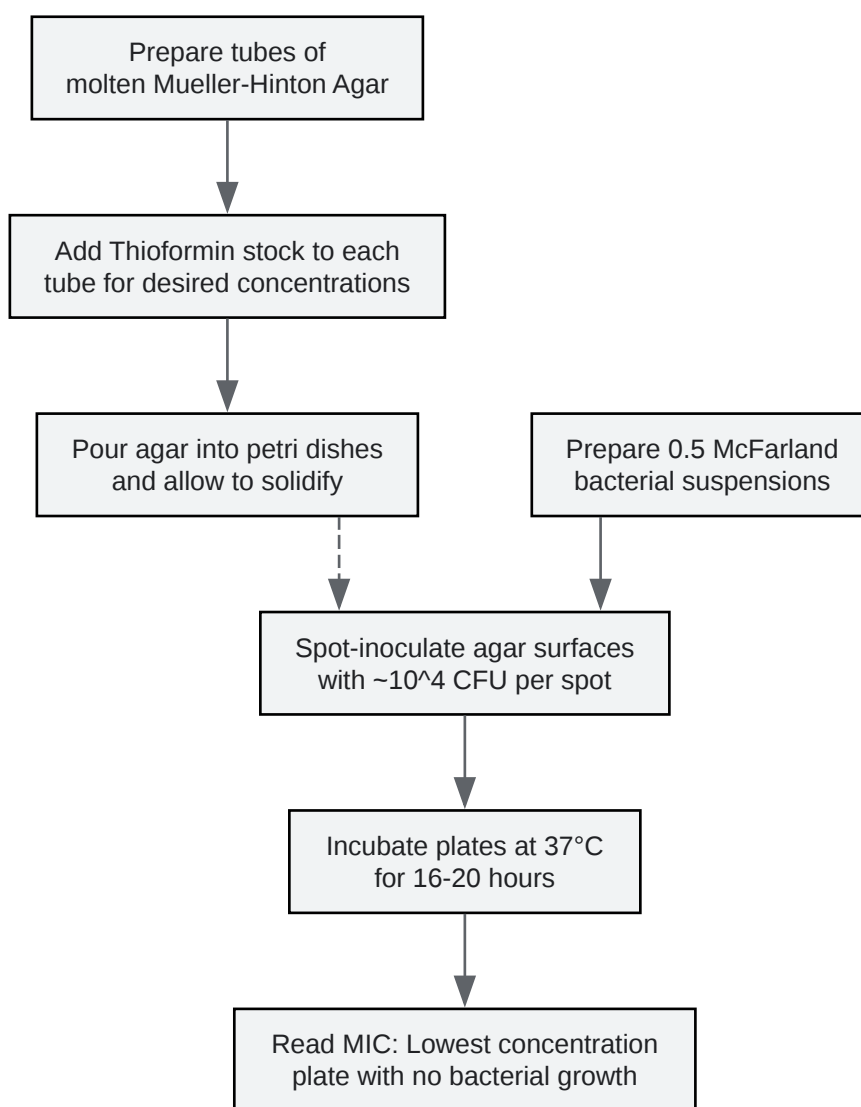 Prepare tubes of
molten Mueller-Hinton Agar
Add Thioformin stock to each
tube for desired concentrations
Pour agar into petri dishes
and allow to solidify
Prepare 0.5 McFarland
bacterial suspensions
Spot-inoculate agar surfaces
with ~10^4 CFU per spot
Incubate plates at 37°C
for 16-20 hours
Read MIC: Lowest concentration
plate with no bacterial growth